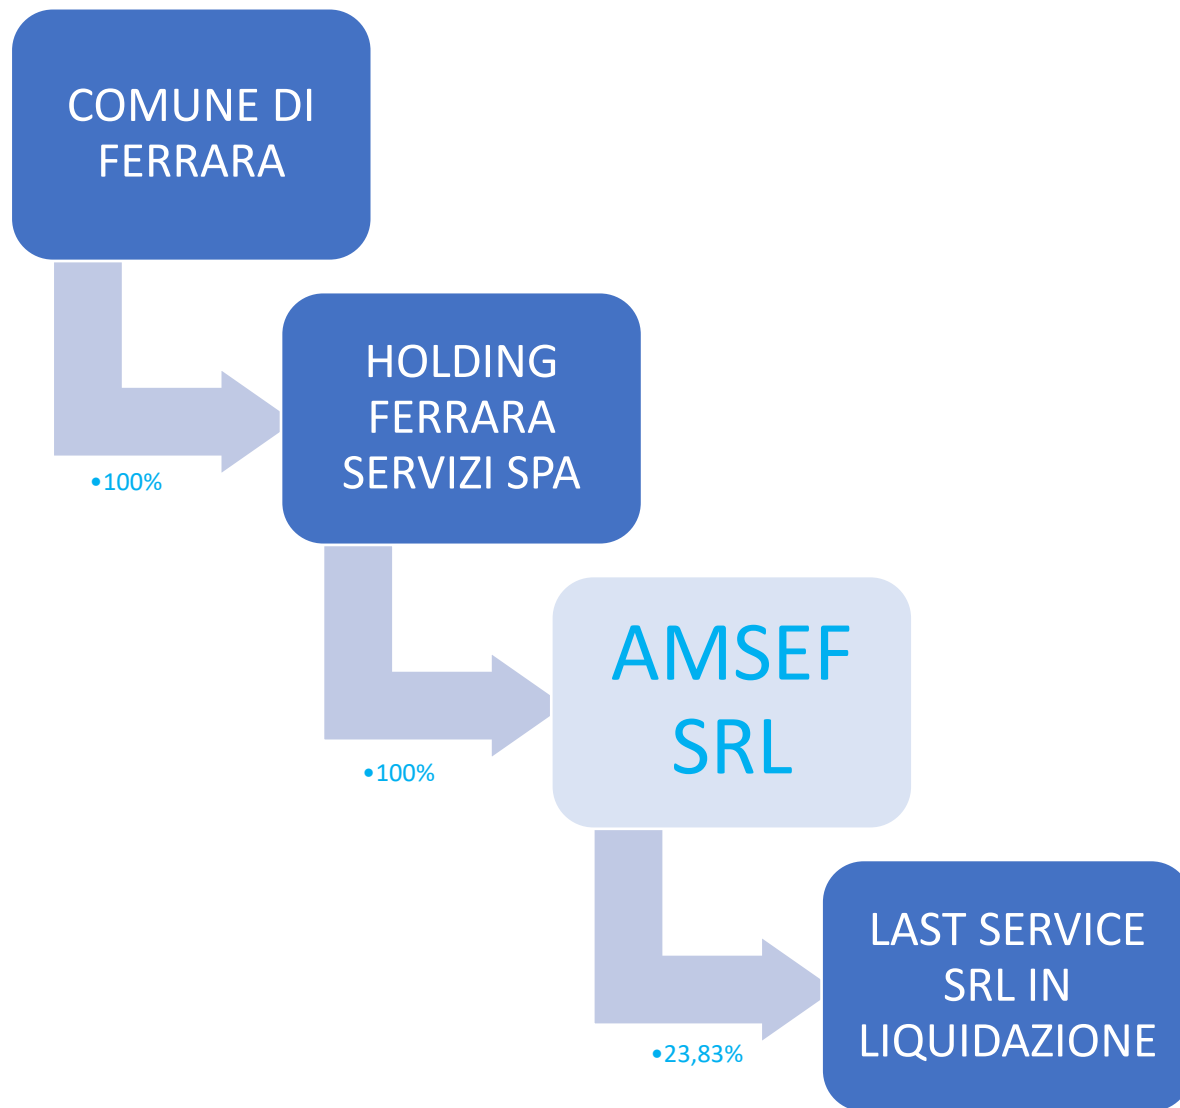 COMUNE DI
FERRARA
•100%
HOLDING
FERRARA
SERVIZI SPA
•100%
AMSEF
SRL
•23,83%
LAST SERVICE
SRL IN
LIQUIDAZIONE